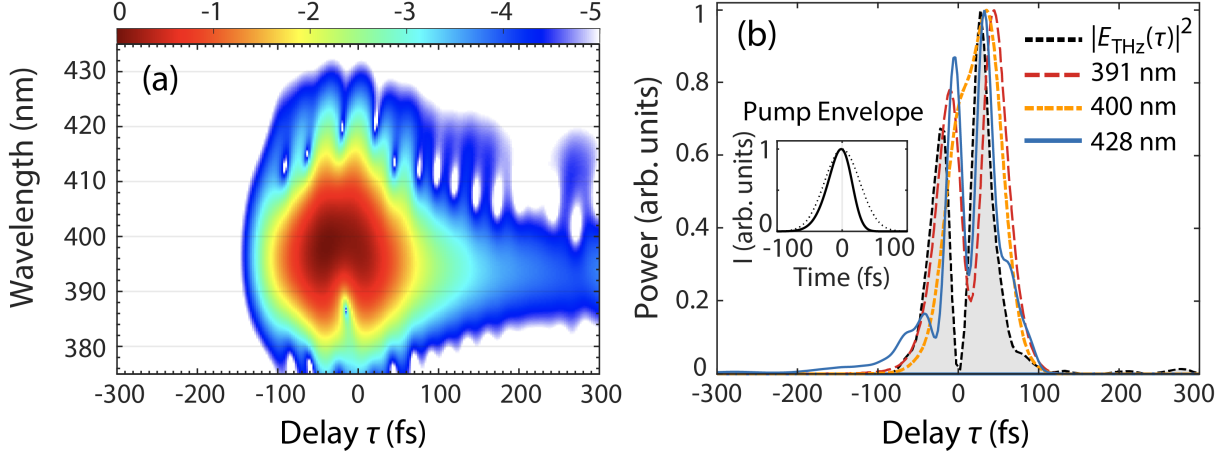 0 -1 -2 -3 -4 -5
(a)
Wavelength (nm)
430
420
410
400
390
380
-300 -200 -100 0 100 200 300
Delay τ (fs)
(b)
Power (arb. units)
1
0.8
0.6
0.4
0.2
0
-300 -200 -100 0 100 200 300
Delay τ (fs)
|E_THz(τ)|²
391 nm
400 nm
428 nm
Pump Envelope
I (arb. units)
1
0
-100 0 100
Time (fs)